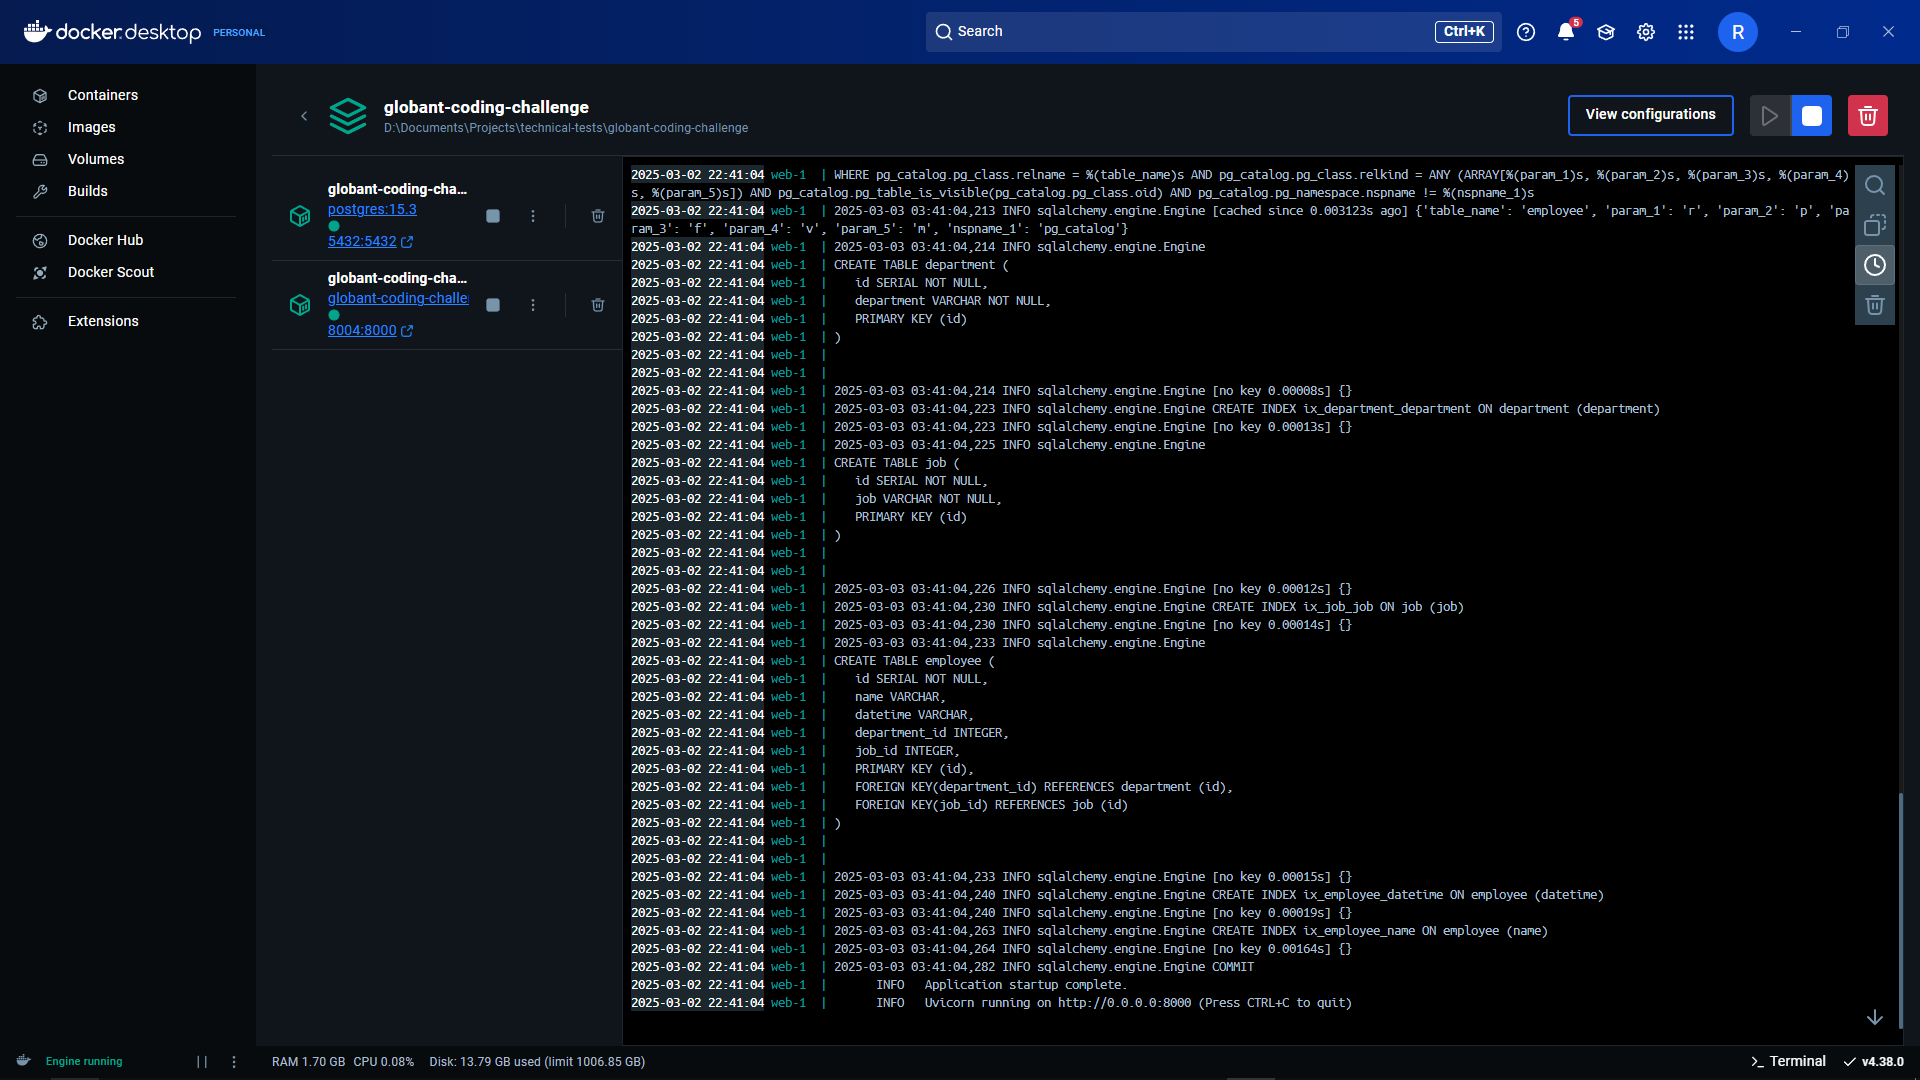 docker.desktop PERSONAL
Search
Ctrl+K
5
R
Containers
Images
Volumes
Builds
Docker Hub
Docker Scout
Extensions
globant-coding-challenge
D:\Documents\Projects\technical-tests\globant-coding-challenge
View configurations
globant-coding-cha...
postgres:15.3
5432:5432
globant-coding-cha...
globant-coding-challe
8004:8000
2025-03-02 22:41:04 web-1 | WHERE pg_catalog.pg_class.relname = %(table_name)s AND pg_catalog.pg_class.relkind = ANY (ARRAY[%(param_1)s, %(param_2)s, %(param_3)s, %(param_4)
s, %(param_5)s]) AND pg_catalog.pg_table_is_visible(pg_catalog.pg_class.oid) AND pg_catalog.pg_namespace.nspname != %(nspname_1)s
2025-03-02 22:41:04 web-1 | 2025-03-03 03:41:04,213 INFO sqlalchemy.engine.Engine [cached since 0.003123s ago] {'table_name': 'employee', 'param_1': 'r', 'param_2': 'p', 'pa
ram_3': 'f', 'param_4': 'v', 'param_5': 'm', 'nspname_1': 'pg_catalog'}
2025-03-02 22:41:04 web-1 | 2025-03-03 03:41:04,214 INFO sqlalchemy.engine.Engine
2025-03-02 22:41:04 web-1 | CREATE TABLE department (
2025-03-02 22:41:04 web-1 | id SERIAL NOT NULL,
2025-03-02 22:41:04 web-1 | department VARCHAR NOT NULL,
2025-03-02 22:41:04 web-1 | PRIMARY KEY (id)
2025-03-02 22:41:04 web-1 | )
2025-03-02 22:41:04 web-1 |
2025-03-02 22:41:04 web-1 |
2025-03-02 22:41:04 web-1 | 2025-03-03 03:41:04,214 INFO sqlalchemy.engine.Engine [no key 0.00008s] {}
2025-03-02 22:41:04 web-1 | 2025-03-03 03:41:04,223 INFO sqlalchemy.engine.Engine CREATE INDEX ix_department_department ON department (department)
2025-03-02 22:41:04 web-1 | 2025-03-03 03:41:04,223 INFO sqlalchemy.engine.Engine [no key 0.00013s] {}
2025-03-02 22:41:04 web-1 | 2025-03-03 03:41:04,225 INFO sqlalchemy.engine.Engine
2025-03-02 22:41:04 web-1 | CREATE TABLE job (
2025-03-02 22:41:04 web-1 | id SERIAL NOT NULL,
2025-03-02 22:41:04 web-1 | job VARCHAR NOT NULL,
2025-03-02 22:41:04 web-1 | PRIMARY KEY (id)
2025-03-02 22:41:04 web-1 | )
2025-03-02 22:41:04 web-1 |
2025-03-02 22:41:04 web-1 |
2025-03-02 22:41:04 web-1 | 2025-03-03 03:41:04,226 INFO sqlalchemy.engine.Engine [no key 0.00012s] {}
2025-03-02 22:41:04 web-1 | 2025-03-03 03:41:04,230 INFO sqlalchemy.engine.Engine CREATE INDEX ix_job_job ON job (job)
2025-03-02 22:41:04 web-1 | 2025-03-03 03:41:04,230 INFO sqlalchemy.engine.Engine [no key 0.00014s] {}
2025-03-02 22:41:04 web-1 | 2025-03-03 03:41:04,233 INFO sqlalchemy.engine.Engine
2025-03-02 22:41:04 web-1 | CREATE TABLE employee (
2025-03-02 22:41:04 web-1 | id SERIAL NOT NULL,
2025-03-02 22:41:04 web-1 | name VARCHAR,
2025-03-02 22:41:04 web-1 | datetime VARCHAR,
2025-03-02 22:41:04 web-1 | department_id INTEGER,
2025-03-02 22:41:04 web-1 | job_id INTEGER,
2025-03-02 22:41:04 web-1 | PRIMARY KEY (id),
2025-03-02 22:41:04 web-1 | FOREIGN KEY(department_id) REFERENCES department (id),
2025-03-02 22:41:04 web-1 | FOREIGN KEY(job_id) REFERENCES job (id)
2025-03-02 22:41:04 web-1 | )
2025-03-02 22:41:04 web-1 |
2025-03-02 22:41:04 web-1 |
2025-03-02 22:41:04 web-1 | 2025-03-03 03:41:04,233 INFO sqlalchemy.engine.Engine [no key 0.00015s] {}
2025-03-02 22:41:04 web-1 | 2025-03-03 03:41:04,240 INFO sqlalchemy.engine.Engine CREATE INDEX ix_employee_datetime ON employee (datetime)
2025-03-02 22:41:04 web-1 | 2025-03-03 03:41:04,240 INFO sqlalchemy.engine.Engine [no key 0.00019s] {}
2025-03-02 22:41:04 web-1 | 2025-03-03 03:41:04,263 INFO sqlalchemy.engine.Engine CREATE INDEX ix_employee_name ON employee (name)
2025-03-02 22:41:04 web-1 | 2025-03-03 03:41:04,264 INFO sqlalchemy.engine.Engine [no key 0.00164s] {}
2025-03-02 22:41:04 web-1 | 2025-03-03 03:41:04,282 INFO sqlalchemy.engine.Engine COMMIT
2025-03-02 22:41:04 web-1 | INFO Application startup complete.
2025-03-02 22:41:04 web-1 | INFO Uvicorn running on http://0.0.0.0:8000 (Press CTRL+C to quit)
Engine running
RAM 1.70 GB CPU 0.08% Disk: 13.79 GB used (limit 1006.85 GB)
Terminal
v4.38.0